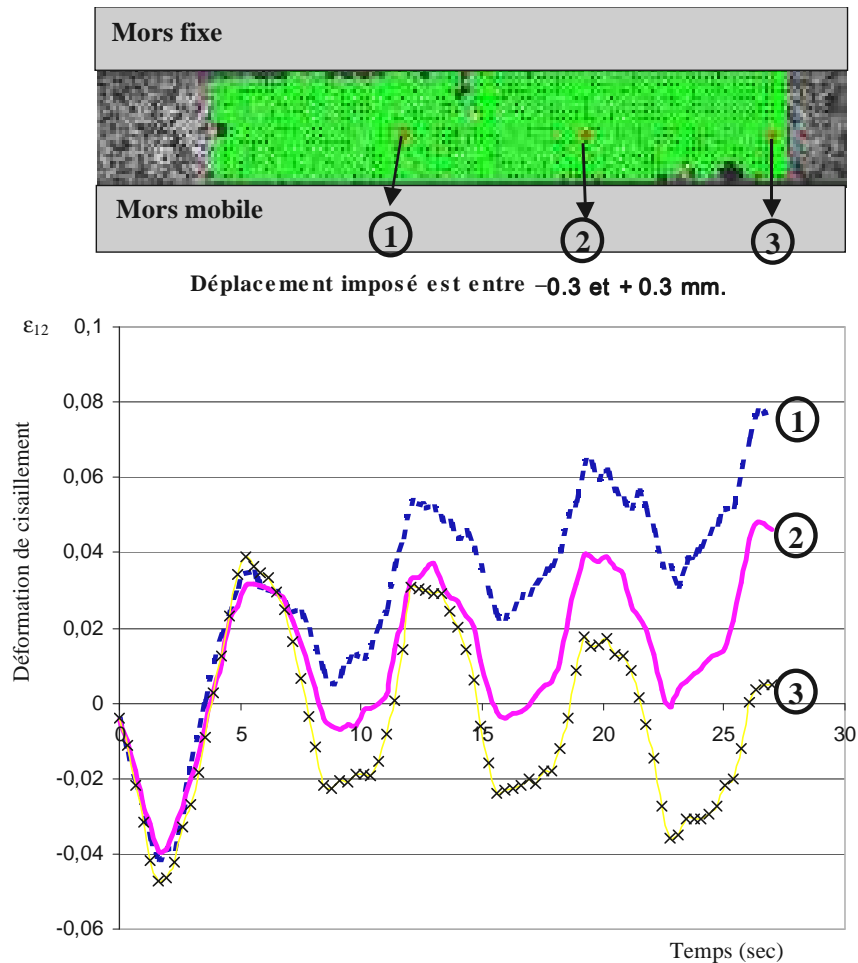 Mors fixe
Mors mobile
1 2 3
Déplacement imposé est entre −0.3 et + 0.3 mm.
ε12
0,1
0,08
0,06
0,04
0,02
0
-0,02
-0,04
-0,06
Déformation de cisaillement
0 5 10 15 20 25 30
1
2
3
Temps (sec)